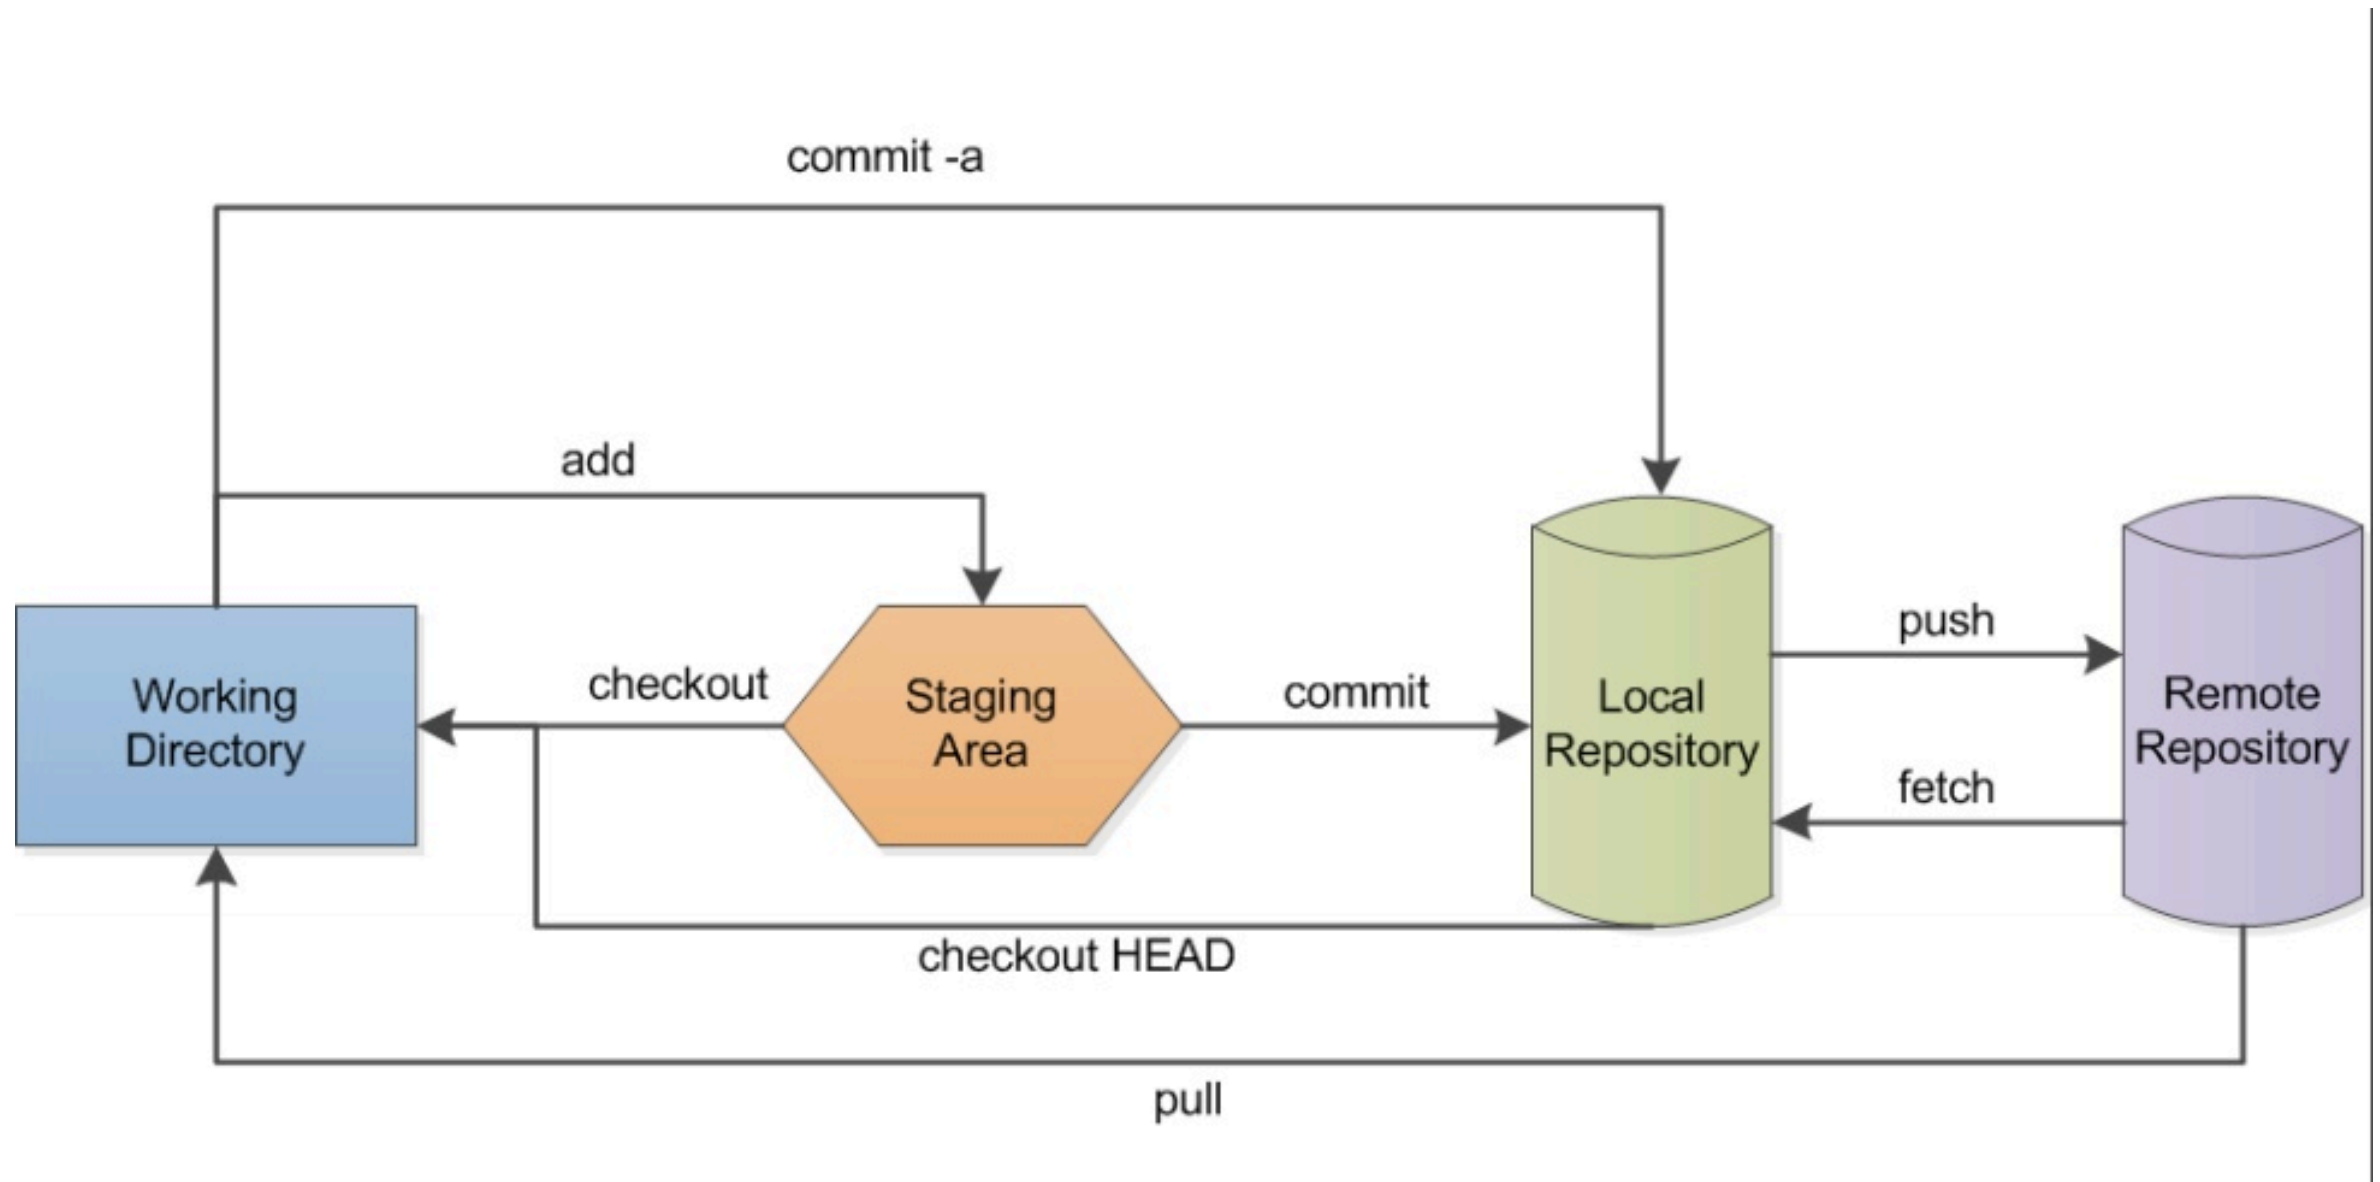 commit -a
add
checkout
Working
Directory
Staging
Area
commit
Local
Repository
push
fetch
Remote
Repository
checkout HEAD
pull